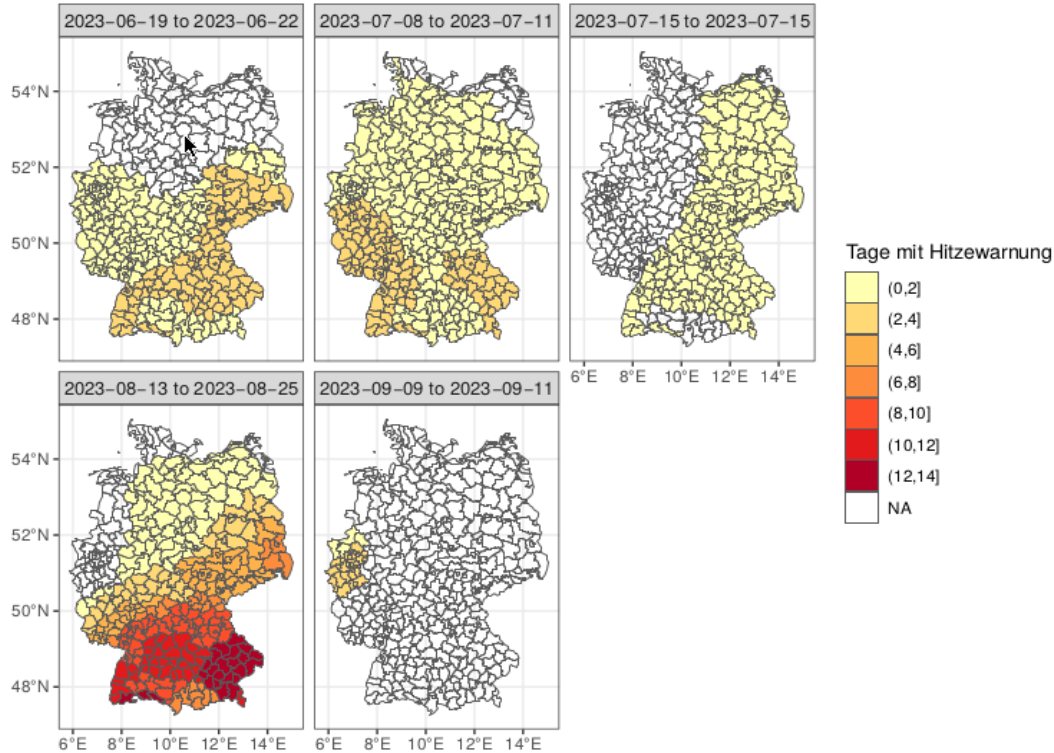 2023−06−19 to 2023−06−22
2023−07−08 to 2023−07−11
2023−07−15 to 2023−07−15
54°N
52°N
50°N
48°N
6°E 8°E 10°E 12°E 14°E
2023−08−13 to 2023−08−25
2023−09−09 to 2023−09−11
54°N
52°N
50°N
48°N
6°E 8°E 10°E 12°E 14°E
6°E 8°E 10°E 12°E 14°E
Tage mit Hitzewarnung
(0,2]
(2,4]
(4,6]
(6,8]
(8,10]
(10,12]
(12,14]
NA